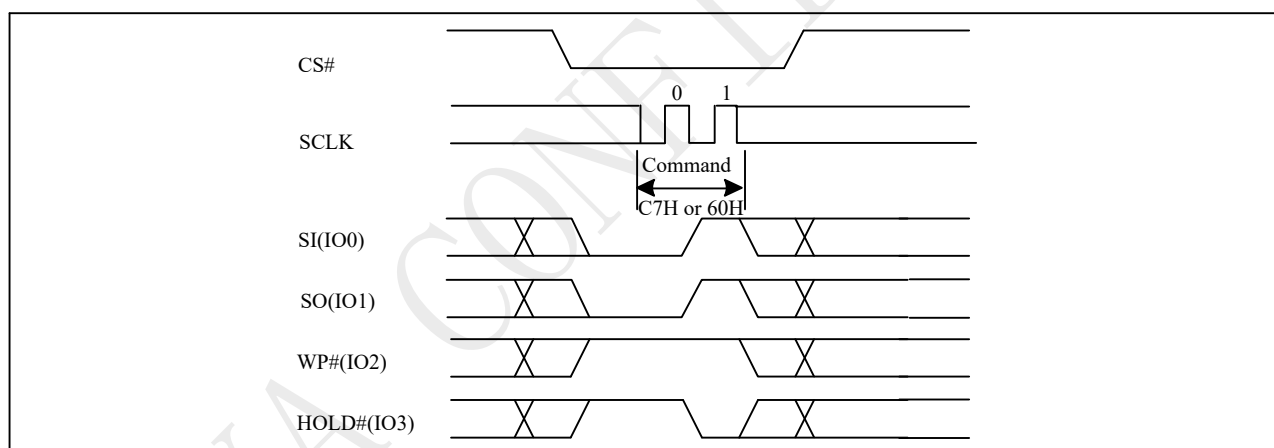 CS#
0 1
SCLK
Command
C7H or 60H
SI(IO0)
SO(IO1)
WP#(IO2)
HOLD#(IO3)